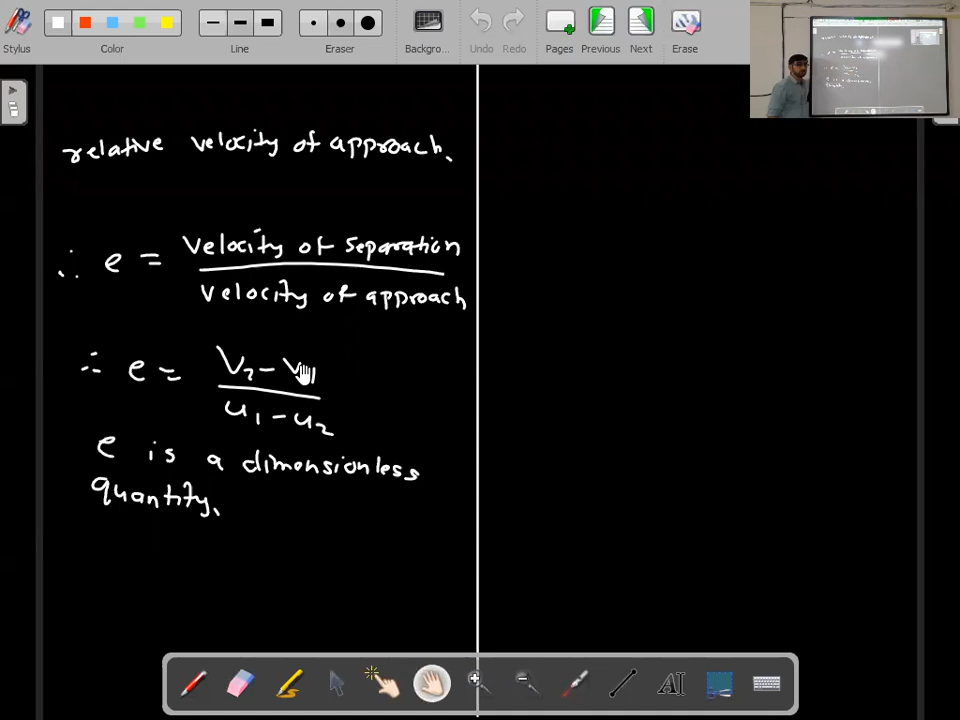 Stylus
Color
Line
Eraser
Backgro...
Undo
Redo
Pages
Previous
Next
Erase
relative velocity of approach.
∴ e = velocity of separation
velocity of approach
∴ e = V₂ - V₁
u₁ - u₂
e is a dimensionless
quantity.
AI